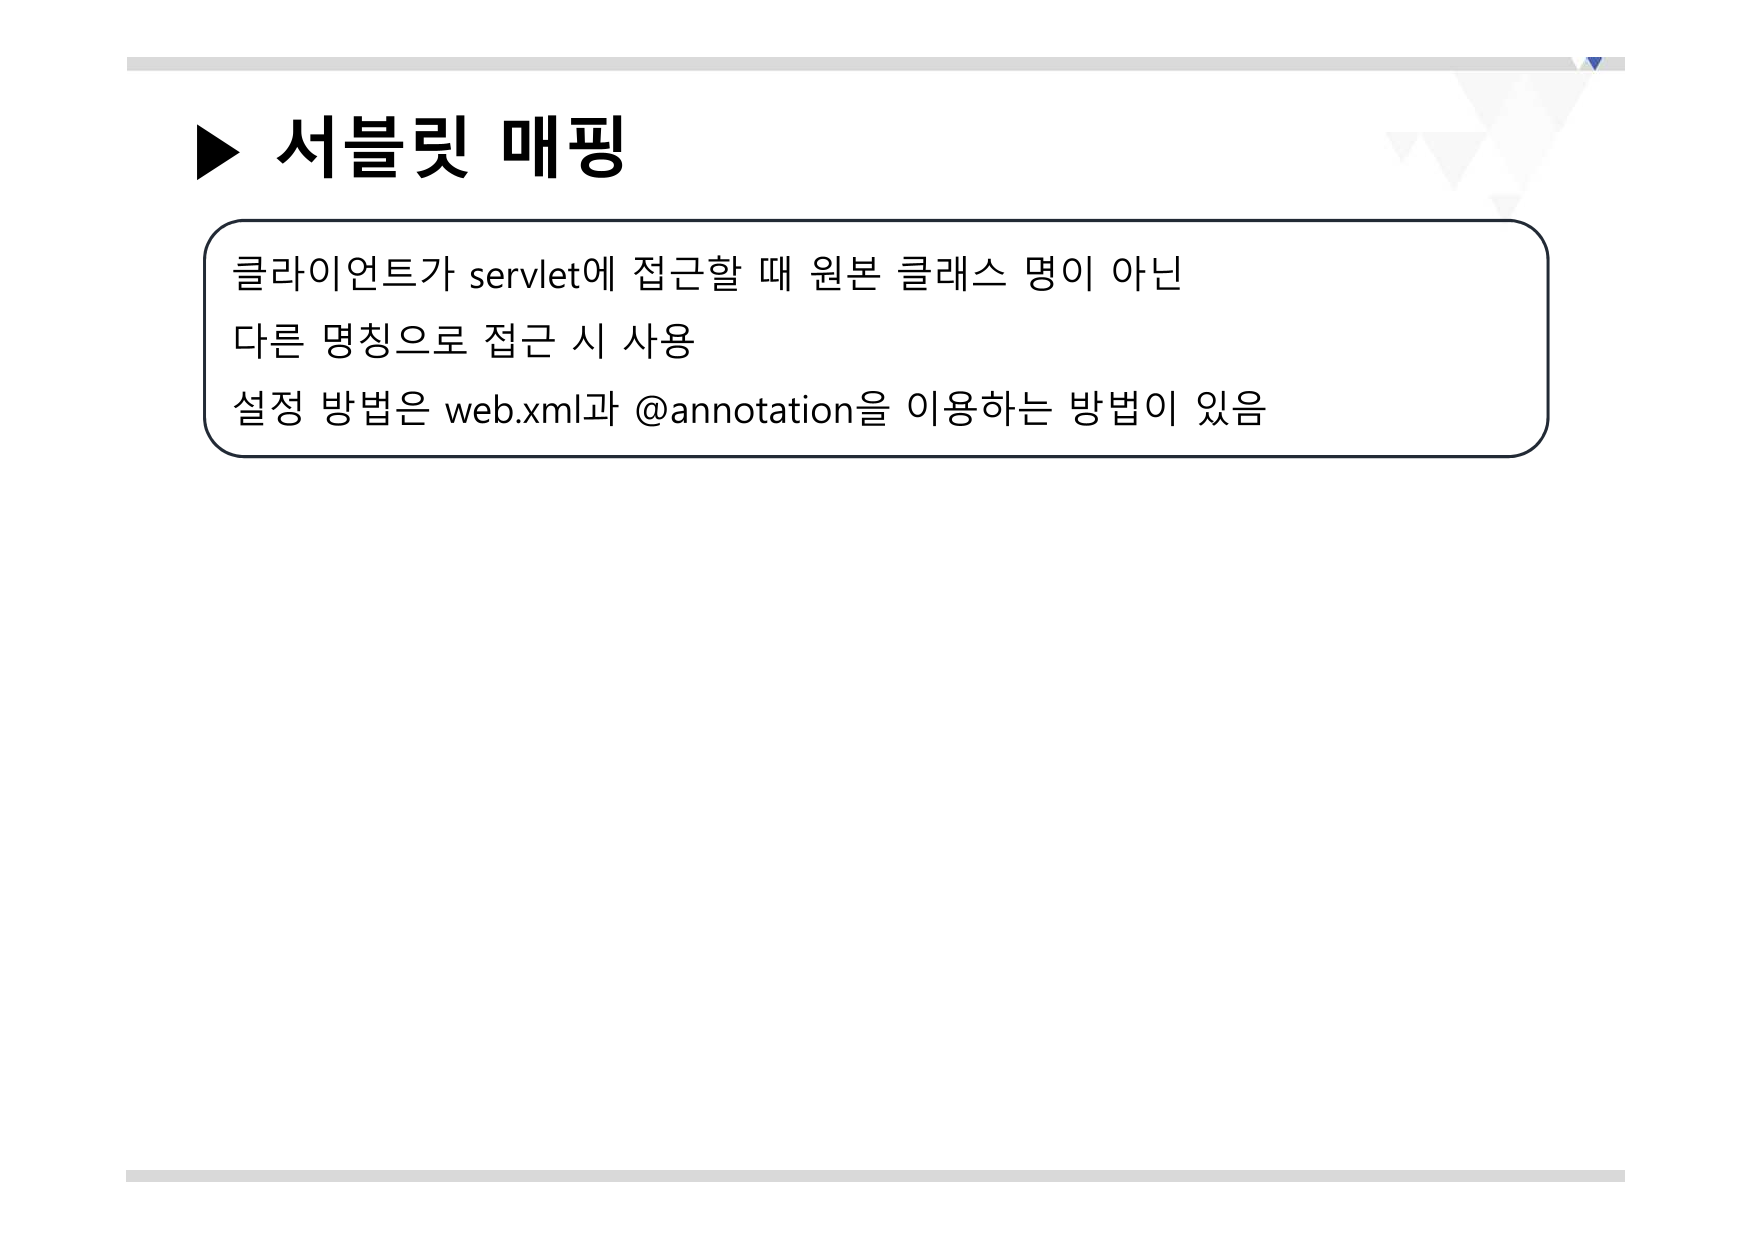 ▶ 서블릿 매핑
클라이언트가 servlet에 접근할 때 원본 클래스 명이 아닌
다른 명칭으로 접근 시 사용
설정 방법은 web.xml과 @annotation을 이용하는 방법이 있음